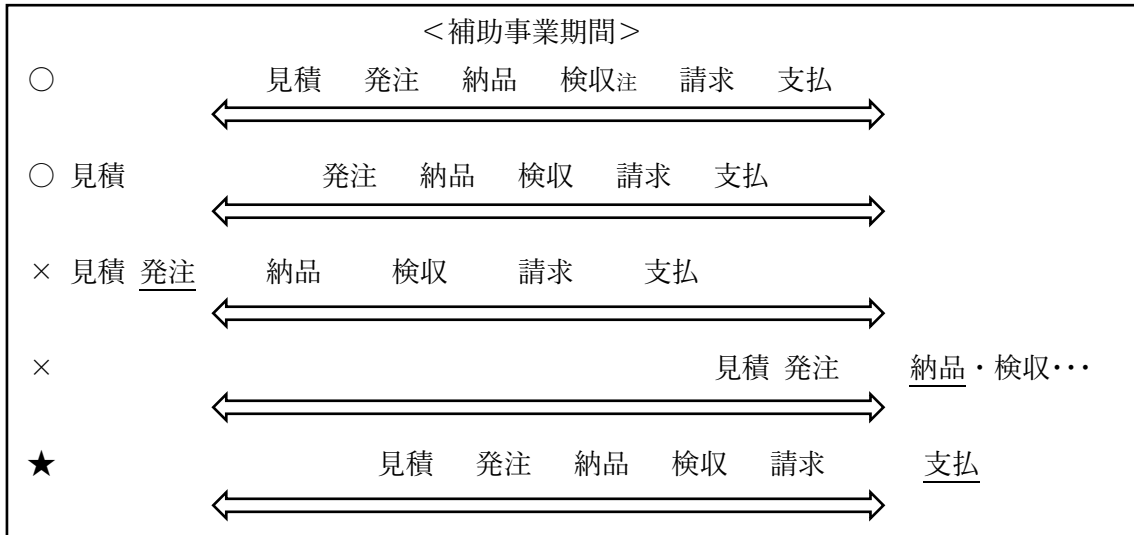 ＜補助事業期間＞
○ 見積 発注 納品 検収注 請求 支払
○ 見積 発注 納品 検収 請求 支払
× 見積 発注 納品 検収 請求 支払
× 見積 発注 納品・検収･･･
★ 見積 発注 納品 検収 請求 支払